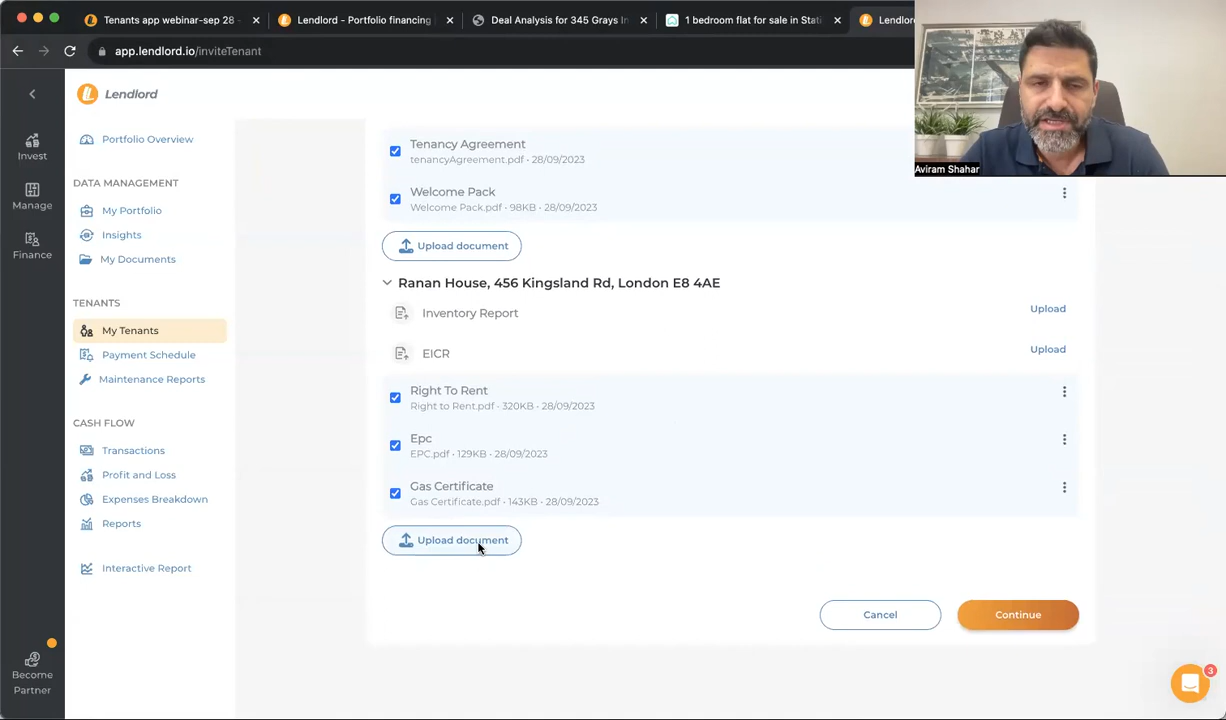 Tenants app webinar-sep 28
Lendlord - Portfolio financing
Deal Analysis for 345 Grays In
1 bedroom flat for sale in Stati
Lendlord
app.lendlord.io/inviteTenant
Aviram Shahar
Invest
Manage
Finance
Become
Partner
Lendlord
Portfolio Overview
DATA MANAGEMENT
My Portfolio
Insights
My Documents
TENANTS
My Tenants
Payment Schedule
Maintenance Reports
CASH FLOW
Transactions
Profit and Loss
Expenses Breakdown
Reports
Interactive Report
Tenancy Agreement
tenancyAgreement.pdf • 28/09/2023
Welcome Pack
Welcome Pack.pdf • 98KB • 28/09/2023
Upload document
Ranan House, 456 Kingsland Rd, London E8 4AE
Inventory Report
Upload
EICR
Upload
Right To Rent
Right to Rent.pdf • 320KB • 28/09/2023
Epc
EPC.pdf • 129KB • 28/09/2023
Gas Certificate
Gas Certificate.pdf • 143KB • 28/09/2023
Upload document
Cancel
Continue
3